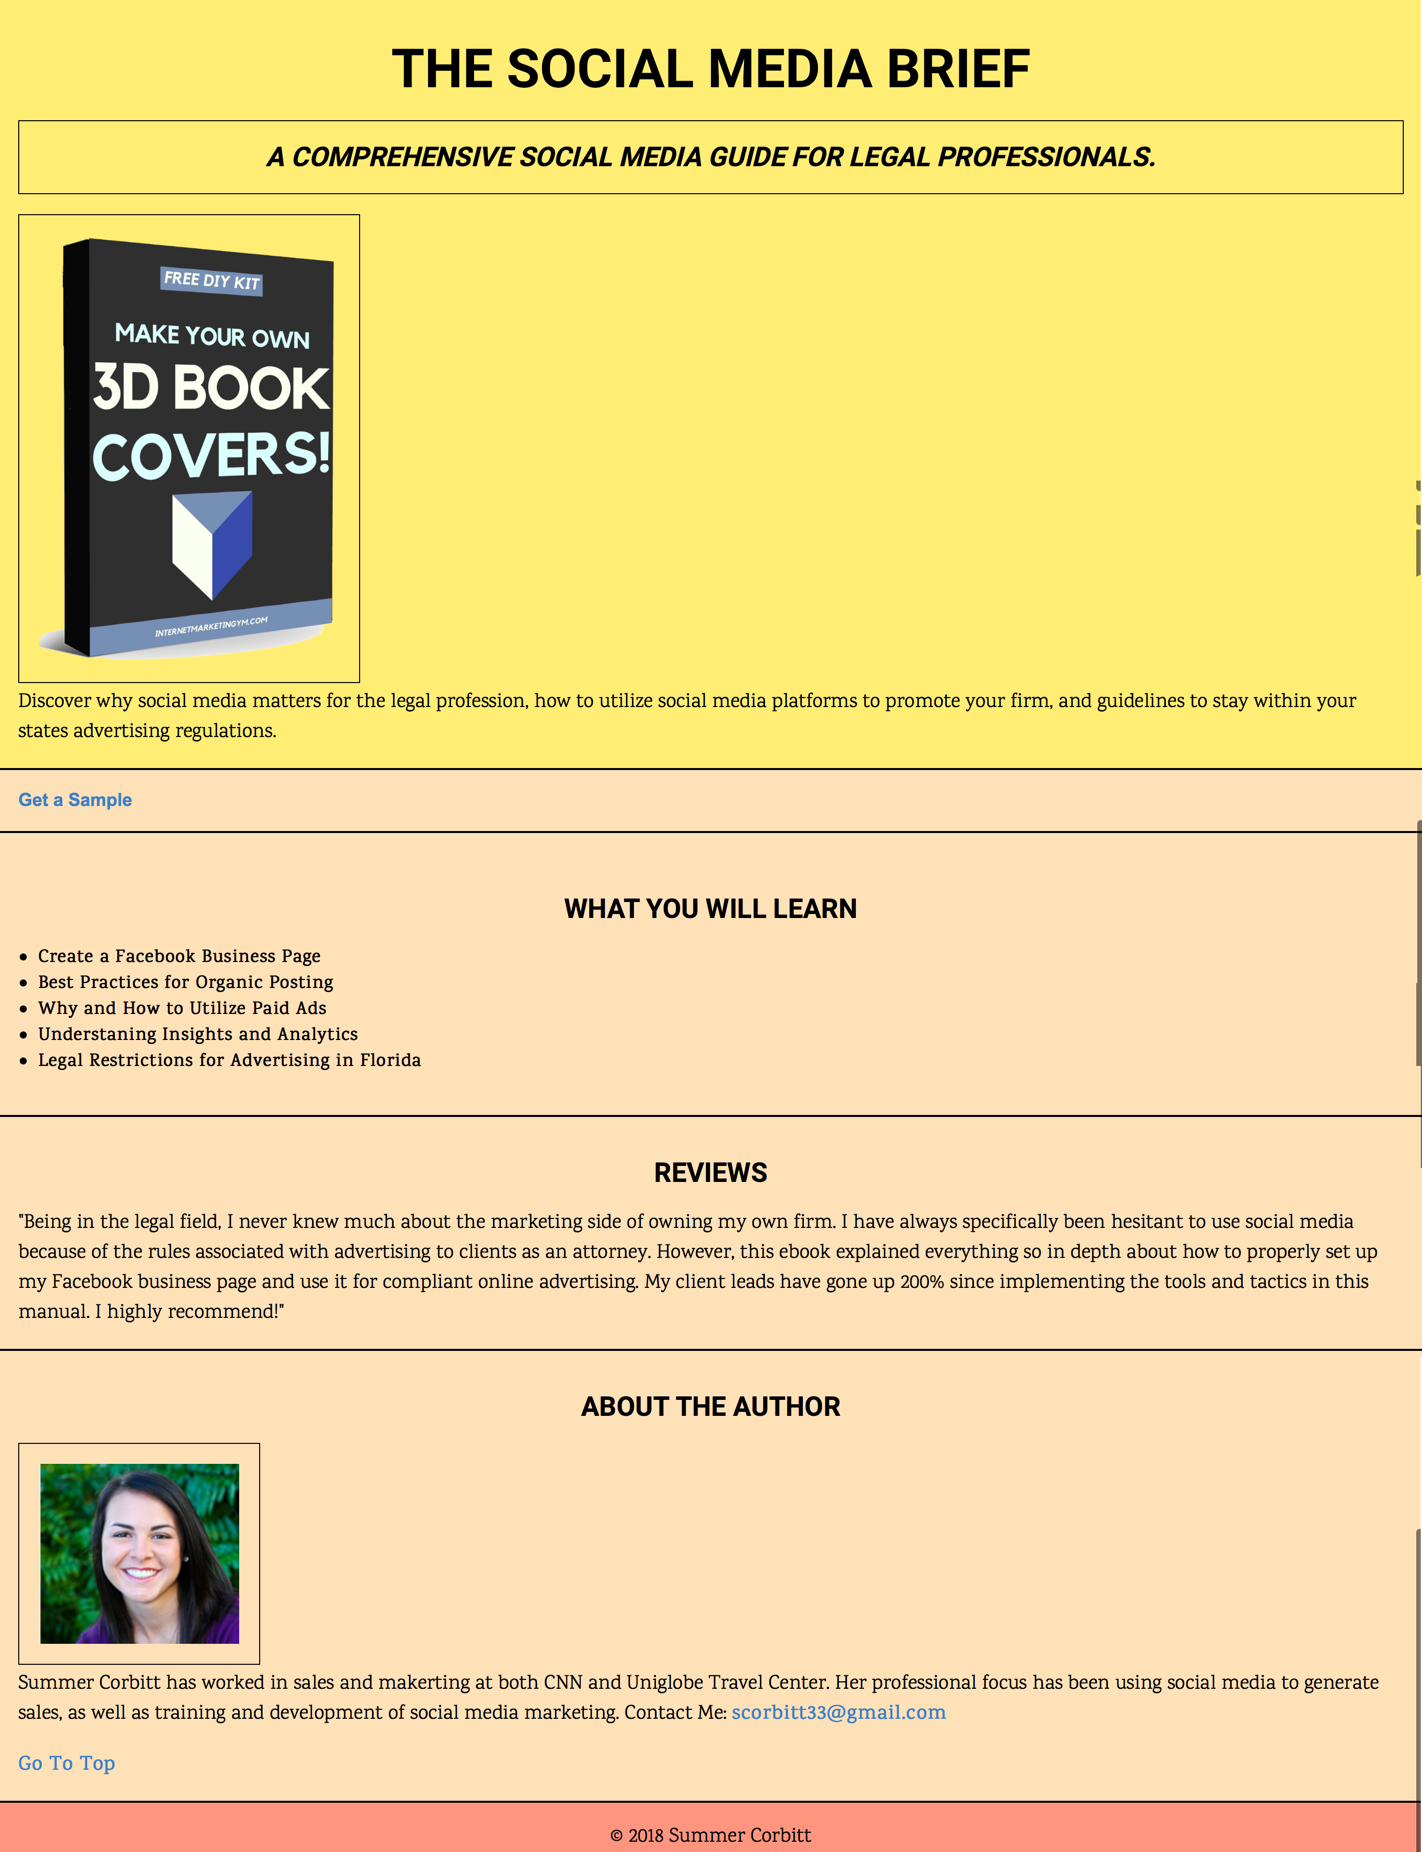 THE SOCIAL MEDIA BRIEF
A COMPREHENSIVE SOCIAL MEDIA GUIDE FOR LEGAL PROFESSIONALS.
FREE DIY KIT
MAKE YOUR OWN
3D BOOK
COVERS!
INTERNETMARKETINGYM.COM
Discover why social media matters for the legal profession, how to utilize social media platforms to promote your firm, and guidelines to stay within your
states advertising regulations.
Get a Sample
WHAT YOU WILL LEARN
• Create a Facebook Business Page
• Best Practices for Organic Posting
• Why and How to Utilize Paid Ads
• Understaning Insights and Analytics
• Legal Restrictions for Advertising in Florida
REVIEWS
"Being in the legal field, I never knew much about the marketing side of owning my own firm. I have always specifically been hesitant to use social media
because of the rules associated with advertising to clients as an attorney. However, this ebook explained everything so in depth about how to properly set up
my Facebook business page and use it for compliant online advertising. My client leads have gone up 200% since implementing the tools and tactics in this
manual. I highly recommend!"
ABOUT THE AUTHOR
Summer Corbitt has worked in sales and makerting at both CNN and Uniglobe Travel Center. Her professional focus has been using social media to generate
sales, as well as training and development of social media marketing. Contact Me: scorbitt33@gmail.com
Go To Top
© 2018 Summer Corbitt